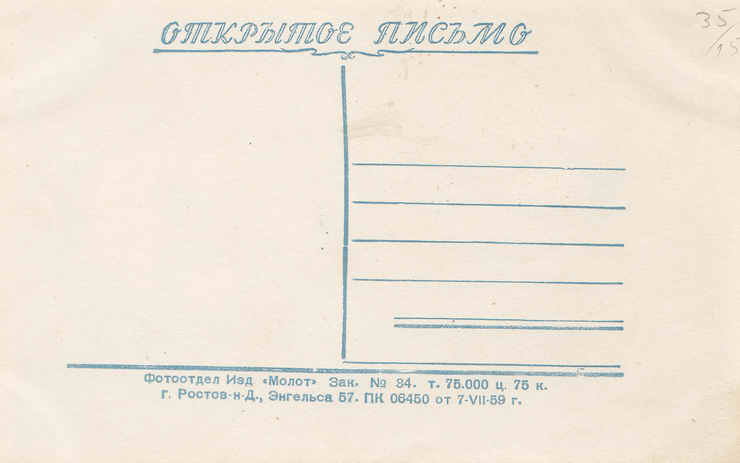 ОТКРЫТОЕ ПИСЬМО
35
/15
Фотоотдел Изд «Молот» Зак. № 34. т. 75.000 ц. 75 к.
г. Ростов-н-Д., Энгельса 57. ПК 06450 от 7-VII-59 г.